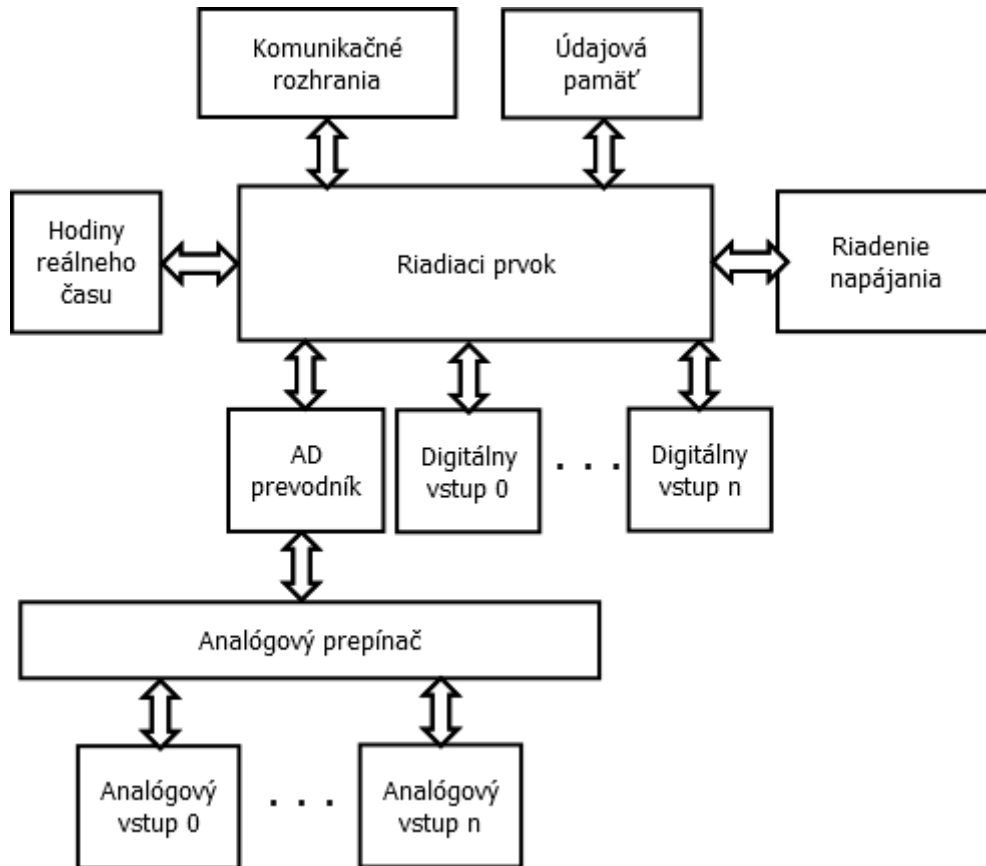 Komunikačné
rozhrania
Údajová
pamäť
Hodiny
reálneho
času
Riadiaci prvok
Riadenie
napájania
AD
prevodník
Digitálny
vstup 0
. . .
Digitálny
vstup n
Analógový prepínač
Analógový
vstup 0
. . .
Analógový
vstup n